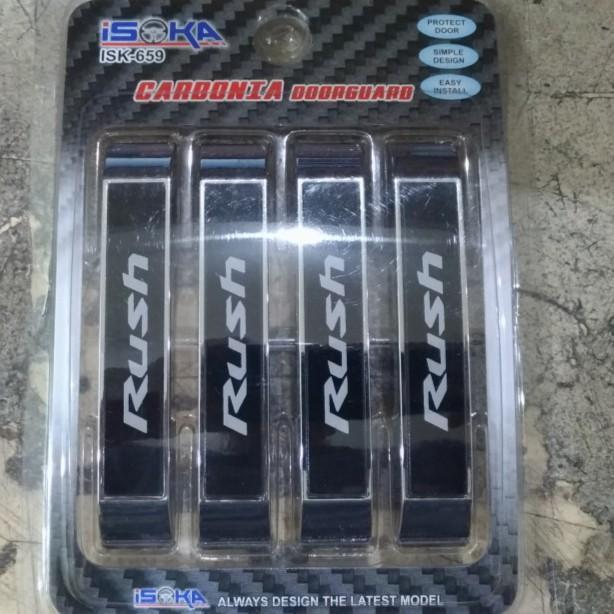 iSOKA
ISK-659
PROTECT
DOOR
SIMPLE
DESIGN
EASY
INSTALL
CARBONIA DOORGUARD
Rush
Rush
Rush
Rush
iSOKA ALWAYS DESIGN THE LATEST MODEL